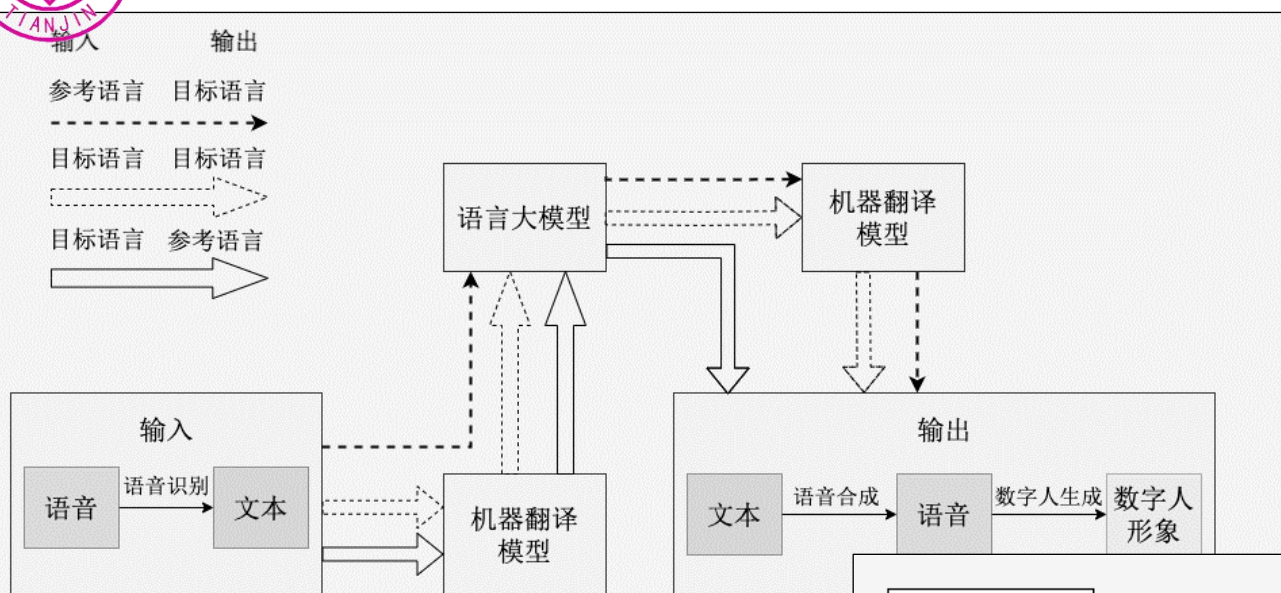 TIANJIN
输入 输出
参考语言 目标语言
目标语言 目标语言
目标语言 参考语言
语言大模型
机器翻译
模型
输入
语音
语音识别
文本
机器翻译
模型
输出
文本
语音合成
语音
数字人生成
数字人
形象